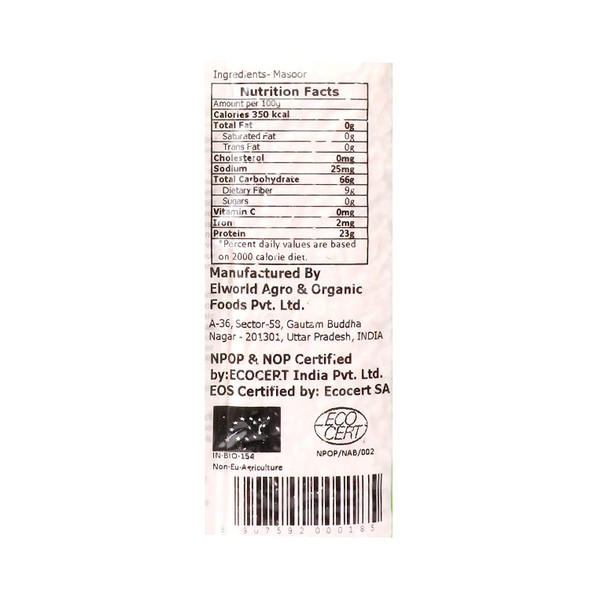 Ingredients- Masoor
Nutrition Facts
Amount per 100g
Calories 350 kcal
Total Fat 0g
Saturated Fat 0g
Trans Fat 0g
Cholesterol 0mg
Sodium 25mg
Total Carbohydrate 66g
Dietary Fiber 9g
Sugars 0g
Vitamin C 0mg
Iron 2mg
Protein 23g
*Percent daily values are based
on 2000 calorie diet.
Manufactured By
Elworld Agro & Organic
Foods Pvt. Ltd.
A-36, Sector-58, Gautam Buddha
Nagar - 201301, Uttar Pradesh, INDIA
NPOP & NOP Certified
by:ECOCERT India Pvt. Ltd.
EOS Certified by: Ecocert SA
ECO
CERT
IN-BIO-154
NPOP/NAB/002
Non-Eu-Agriculture
8 907592 000185